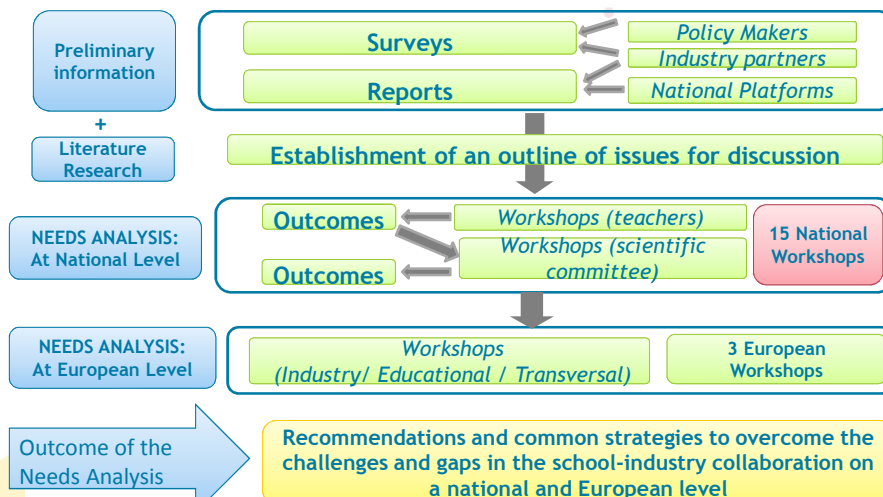 Preliminary
information
+
Literature
Research
Surveys
Reports
Policy Makers
Industry partners
National Platforms
Establishment of an outline of issues for discussion
NEEDS ANALYSIS:
At National Level
Outcomes
Outcomes
Workshops (teachers)
Workshops (scientific
committee)
15 National
Workshops
NEEDS ANALYSIS:
At European Level
Workshops
(Industry/ Educational / Transversal)
3 European
Workshops
Outcome of the
Needs Analysis
Recommendations and common strategies to overcome the
challenges and gaps in the school-industry collaboration on
a national and European level